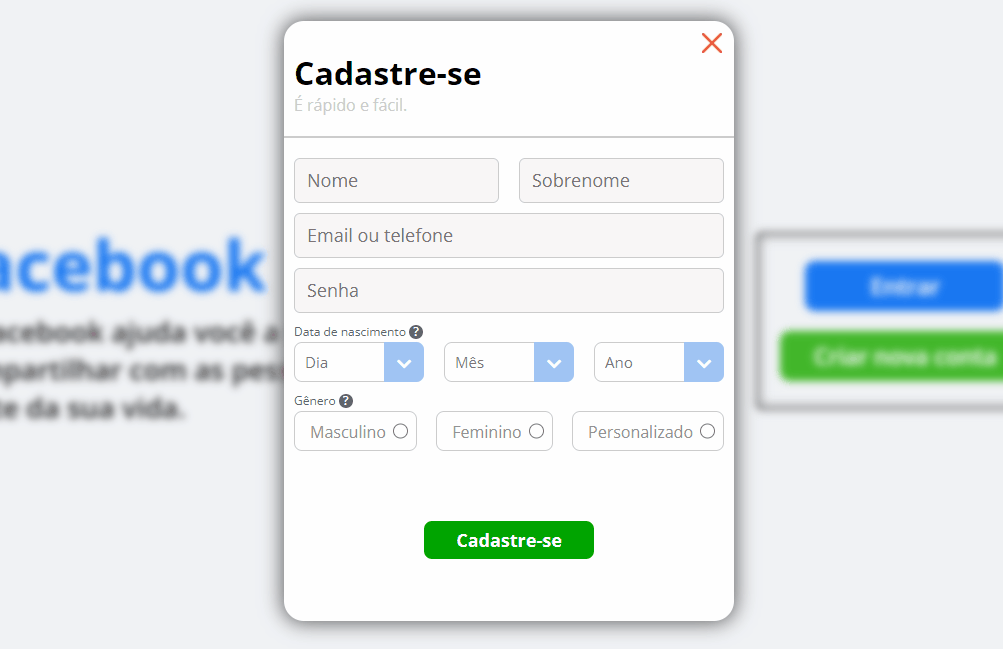 Cadastre-se
É rápido e fácil.
Nome
Sobrenome
Email ou telefone
Senha
Data de nascimento ?
Dia
Mês
Ano
Gênero ?
Masculino
Feminino
Personalizado
Cadastre-se
acebook
acebook ajuda você a
partilhar com as pes
te da sua vida.
Entrar
Criar nova conta